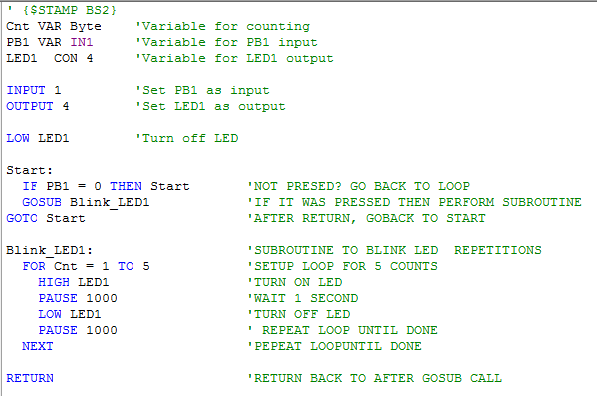 ' {$STAMP BS2}
Cnt VAR Byte 'Variable for counting
PB1 VAR IN1 'Variable for PB1 input
LED1 CON 4 'Variable for LED1 output
INPUT 1 'Set PB1 as input
OUTPUT 4 'Set LED1 as output
LOW LED1 'Turn off LED
Start:
IF PB1 = 0 THEN Start 'NOT PRESED? GO BACK TO LOOP
GOSUB Blink_LED1 'IF IT WAS PRESSED THEN PERFORM SUBROUTINE
GOTO Start 'AFTER RETURN, GOBACK TO START
Blink_LED1: 'SUBROUTINE TO BLINK LED REPETITIONS
FOR Cnt = 1 TO 5 'SETUP LOOP FOR 5 COUNTS
HIGH LED1 'TURN ON LED
PAUSE 1000 'WAIT 1 SECOND
LOW LED1 'TURN OFF LED
PAUSE 1000 ' REPEAT LOOP UNTIL DONE
NEXT 'PEPEAT LOOPUNTIL DONE
RETURN 'RETURN BACK TO AFTER GOSUB CALL